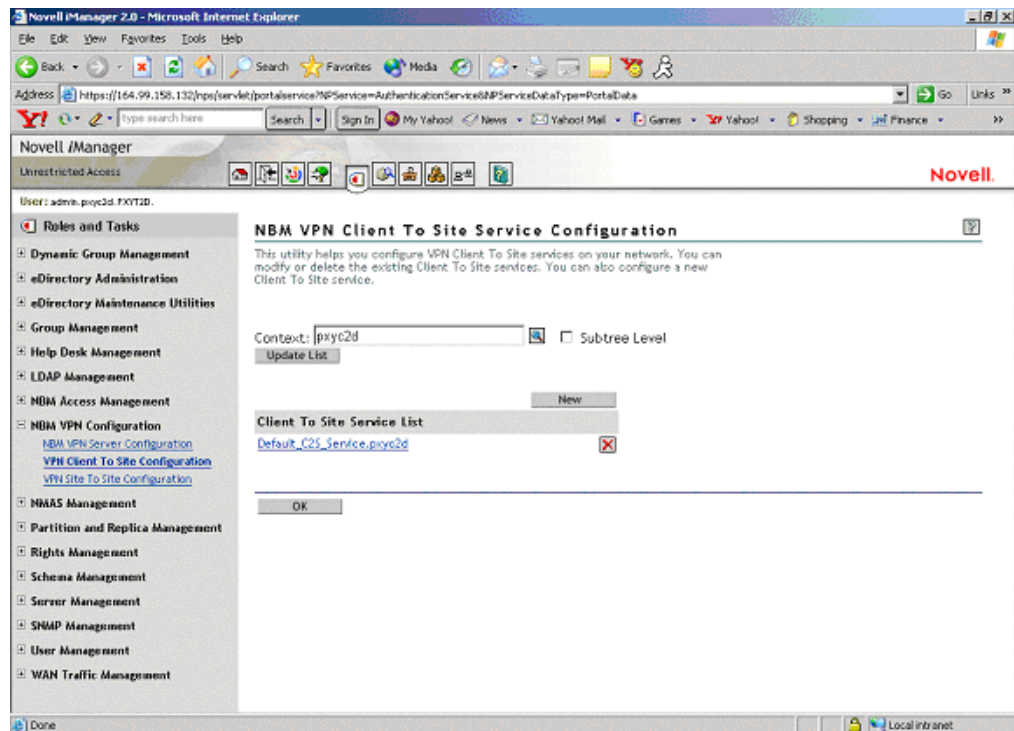 Novell iManager 2.0 - Microsoft Internet Explorer
File Edit View Favorites Tools Help
Back Search Favorites Media
Address https://164.99.158.132/nps/servlet/portalservice?NPService=AuthenticationService&NPServiceDataType=PortalData Go Links »
Y! type search here Search Sign In My Yahoo! News Yahoo! Mail Games Yahoo! Shopping Finance »
Novell iManager
Unrestricted Access
Novell.
User: admin.pxyc2d.PXYT2D.
Roles and Tasks
Dynamic Group Management
eDirectory Administration
eDirectory Maintenance Utilities
Group Management
Help Desk Management
LDAP Management
NBM Access Management
NBM VPN Configuration
NBM VPN Server Configuration
VPN Client To Site Configuration
VPN Site To Site Configuration
NMAS Management
Partition and Replica Management
Rights Management
Schema Management
Server Management
SNMP Management
User Management
WAN Traffic Management
NBM VPN Client To Site Service Configuration
This utility helps you configure VPN Client To Site services on your network. You can
modify or delete the existing Client To Site services. You can also configure a new
Client To Site service.
Context: pxyc2d Subtree Level
Update List
New
Client To Site Service List
Default_C2S_Service.pxyc2d
OK
Done
Local intranet